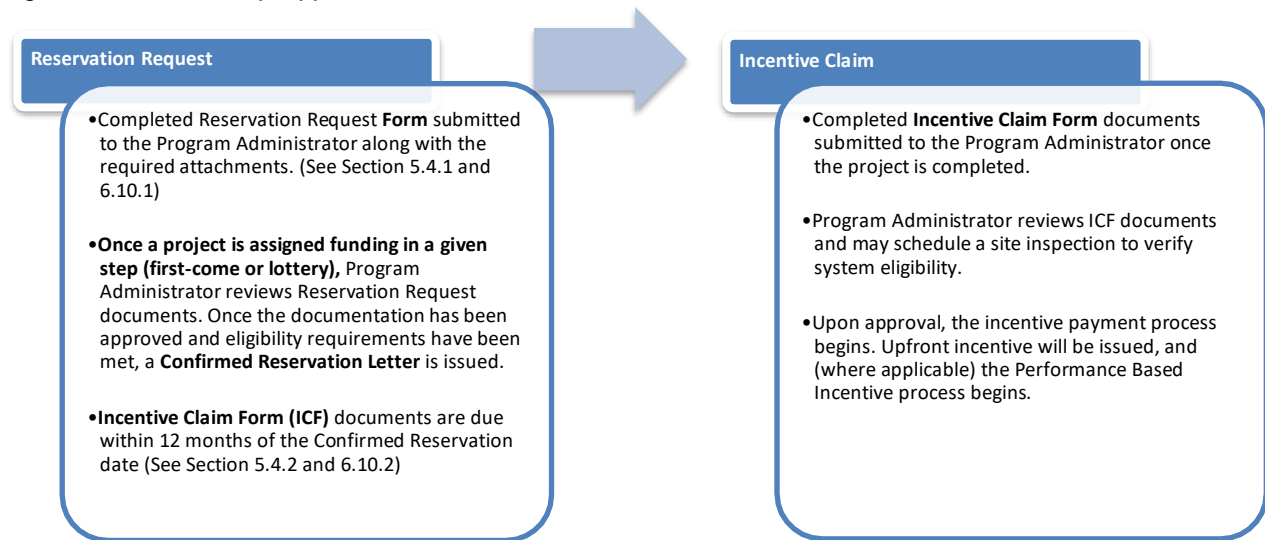 Reservation Request
•Completed Reservation Request Form submitted
to the Program Administrator along with the
required attachments. (See Section 5.4.1 and
6.10.1)
•Once a project is assigned funding in a given
step (first-come or lottery), Program
Administrator reviews Reservation Request
documents. Once the documentation has been
approved and eligibility requirements have been
met, a Confirmed Reservation Letter is issued.
•Incentive Claim Form (ICF) documents are due
within 12 months of the Confirmed Reservation
date (See Section 5.4.2 and 6.10.2)
Incentive Claim
•Completed Incentive Claim Form documents
submitted to the Program Administrator once
the project is completed.
•Program Administrator reviews ICF documents
and may schedule a site inspection to verify
system eligibility.
•Upon approval, the incentive payment process
begins. Upfront incentive will be issued, and
(where applicable) the Performance Based
Incentive process begins.